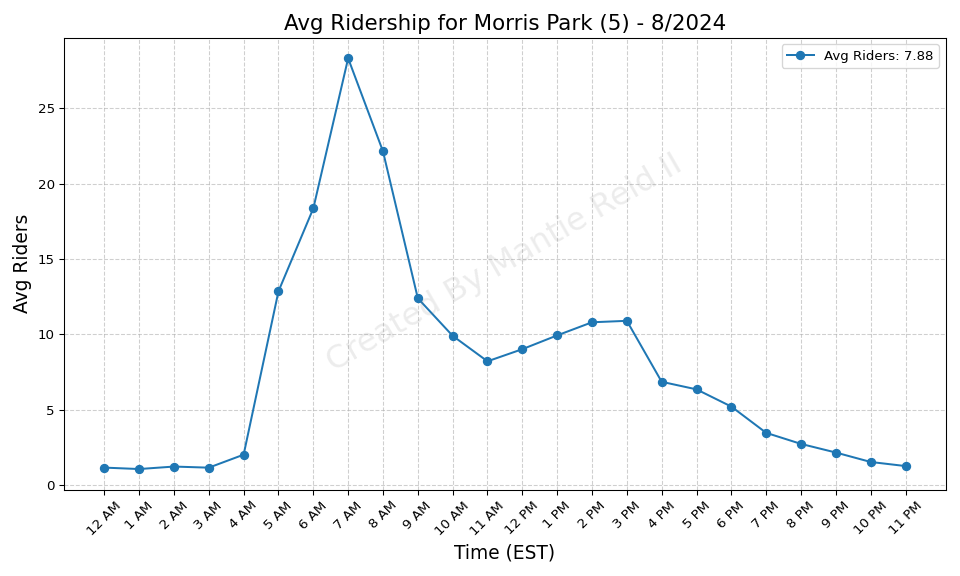 Avg Ridership for Morris Park (5) - 8/2024
Avg Riders: 7.88
Avg Riders
25
20
15
10
5
0
Created By Mantie Reid II
12 AM
1 AM
2 AM
3 AM
4 AM
5 AM
6 AM
7 AM
8 AM
9 AM
10 AM
11 AM
12 PM
1 PM
2 PM
3 PM
4 PM
5 PM
6 PM
7 PM
8 PM
9 PM
10 PM
11 PM
Time (EST)